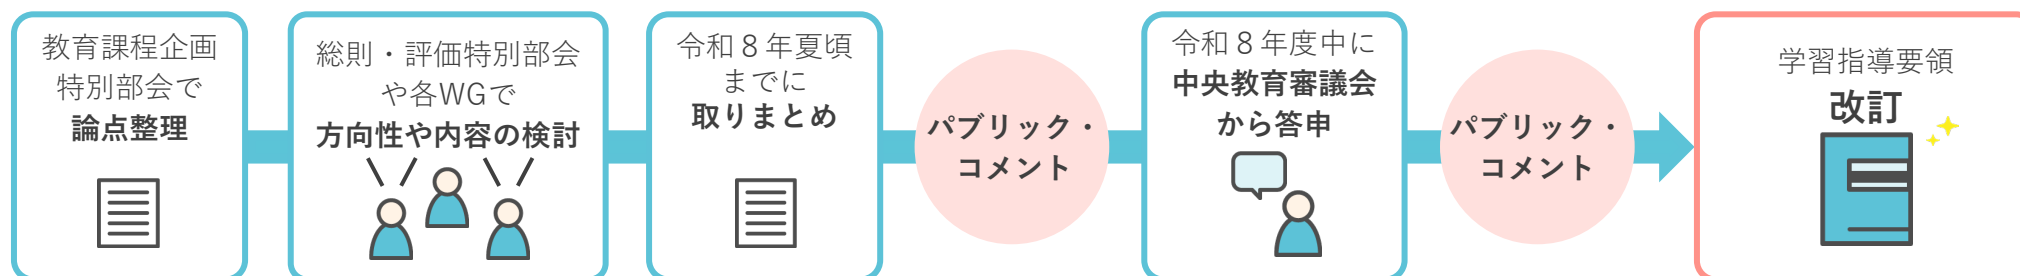 教育課程企画
特別部会で
論点整理
総則・評価特別部会
や各WGで
方向性や内容の検討
令和８年夏頃
までに
取りまとめ
パブリック・
コメント
令和８年度中に
中央教育審議会
から答申
パブリック・
コメント
学習指導要領
改訂